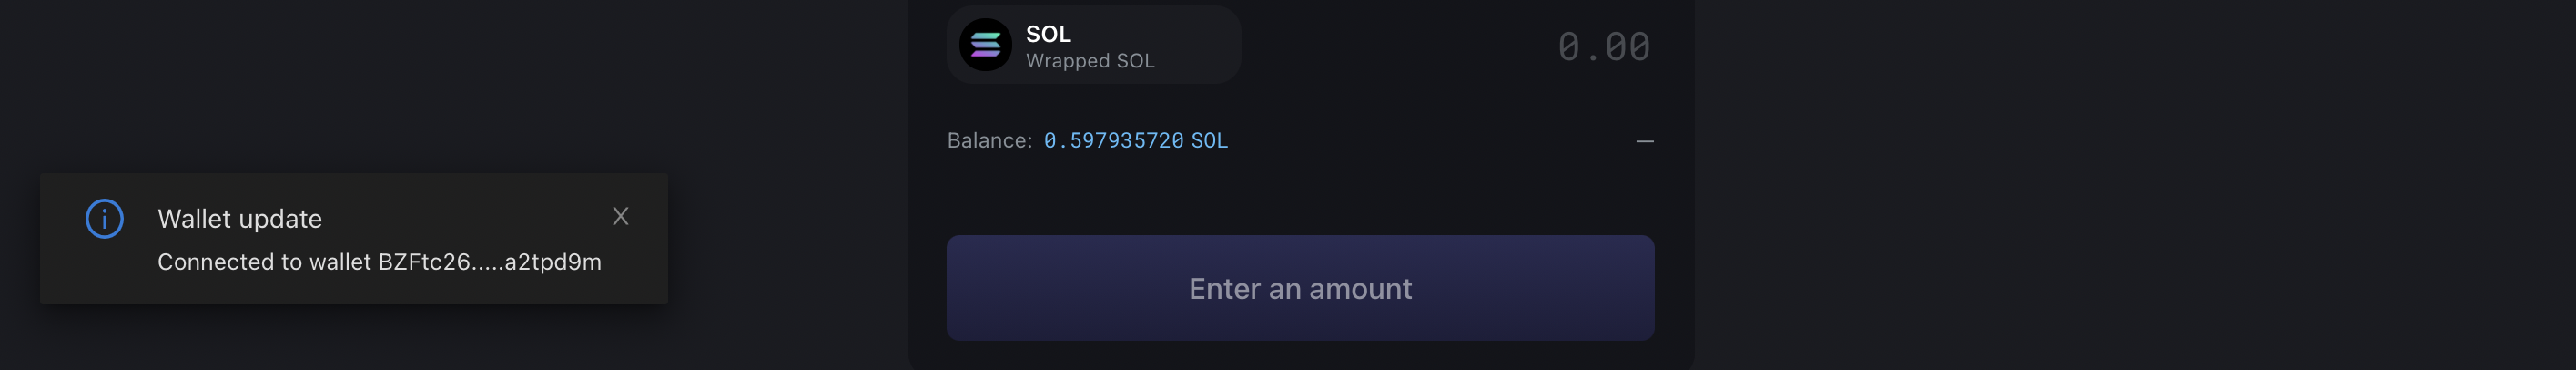 SOL
Wrapped SOL
0.00
Balance: 0.597935720 SOL
—
Wallet update
X
Connected to wallet BZFtc26.....a2tpd9m
Enter an amount